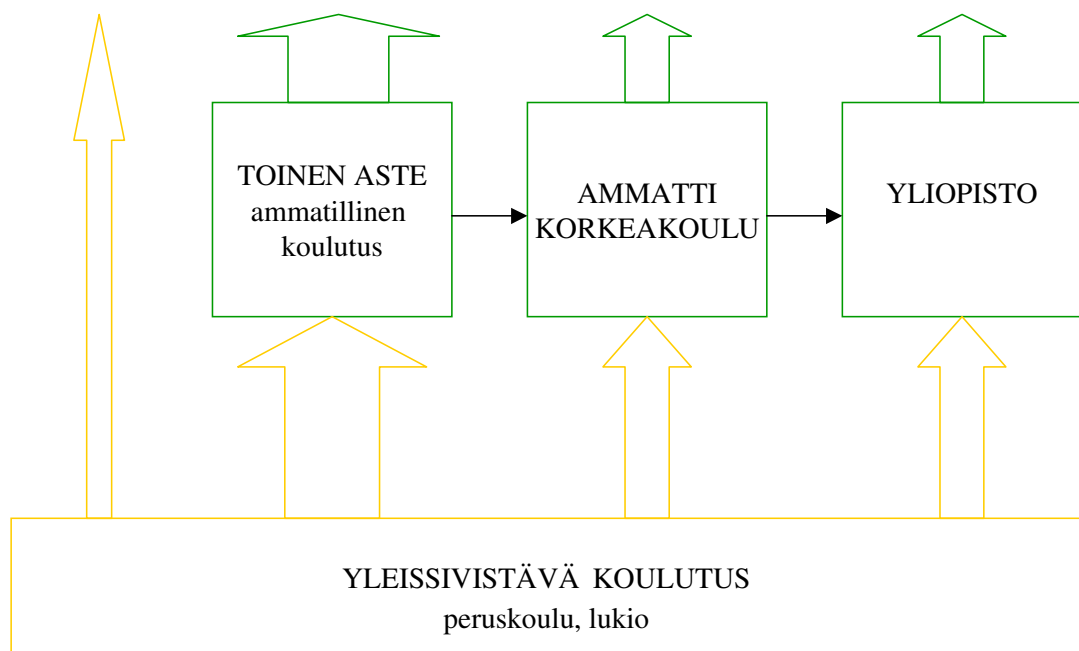 TOINEN ASTE
ammatillinen
koulutus
AMMATTI
KORKEAKOULU
YLIOPISTO
YLEISSIVISTÄVÄ KOULUTUS
peruskoulu, lukio